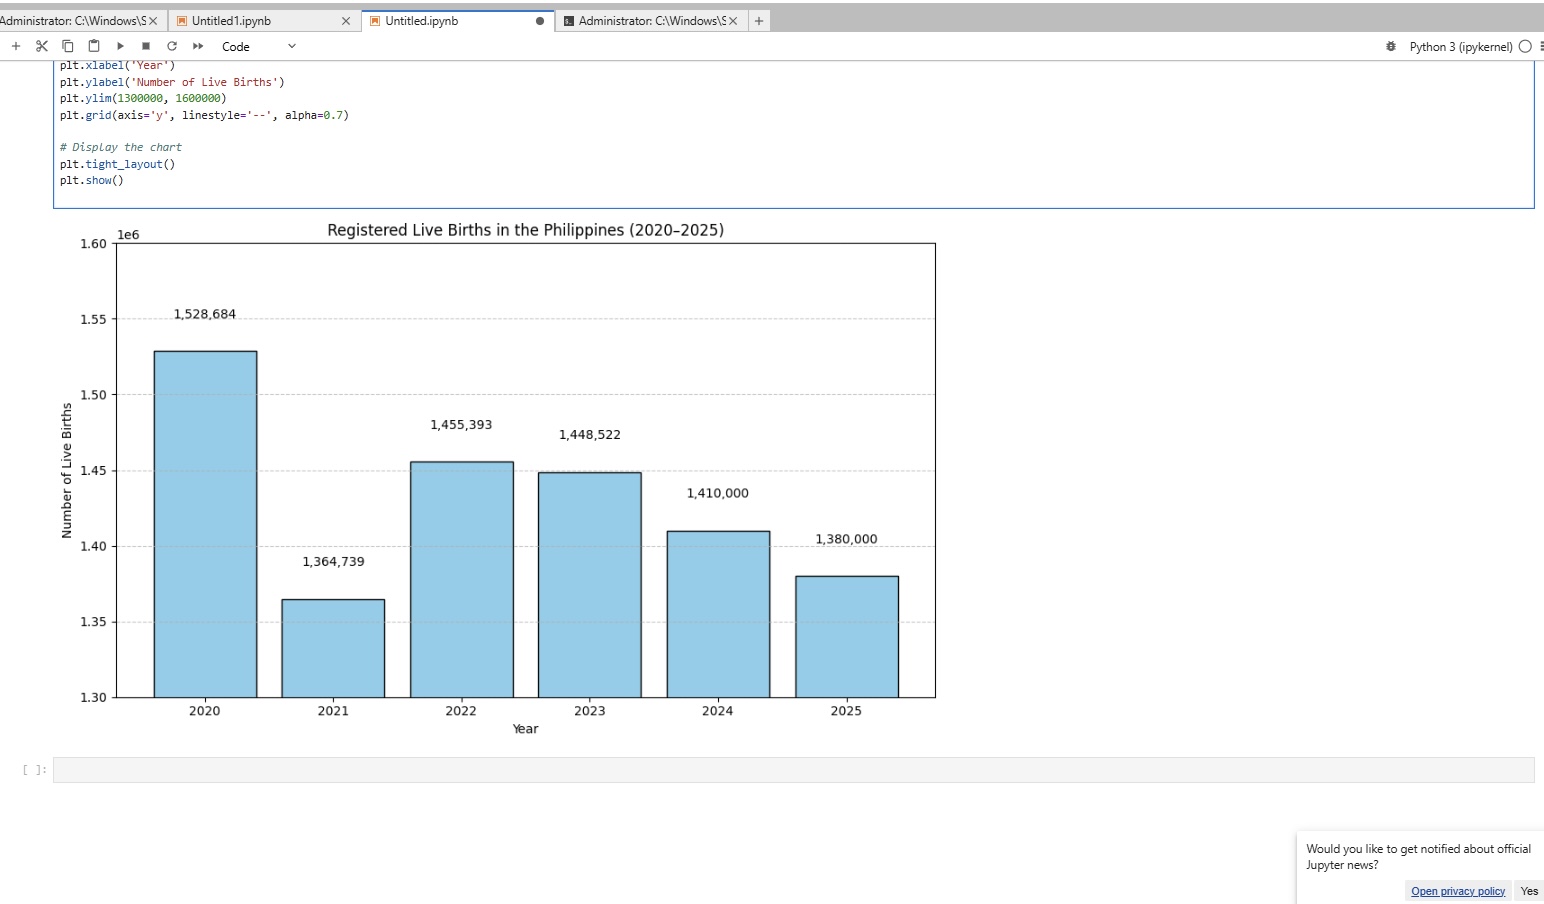 Administrator: C:\Windows\S
Untitled1.ipynb
Untitled.ipynb
Administrator: C:\Windows\S
Code
Python 3 (ipykernel)
plt.xlabel('Year')
plt.ylabel('Number of Live Births')
plt.ylim(1300000, 1600000)
plt.grid(axis='y', linestyle='--', alpha=0.7)
# Display the chart
plt.tight_layout()
plt.show()
Registered Live Births in the Philippines (2020–2025)
1e6
1.60
1.55
1.50
1.45
1.40
1.35
1.30
Number of Live Births
1,528,684
1,364,739
1,455,393
1,448,522
1,410,000
1,380,000
2020
2021
2022
2023
2024
2025
Year
[ ]:
Would you like to get notified about official
Jupyter news?
Open privacy policy
Yes